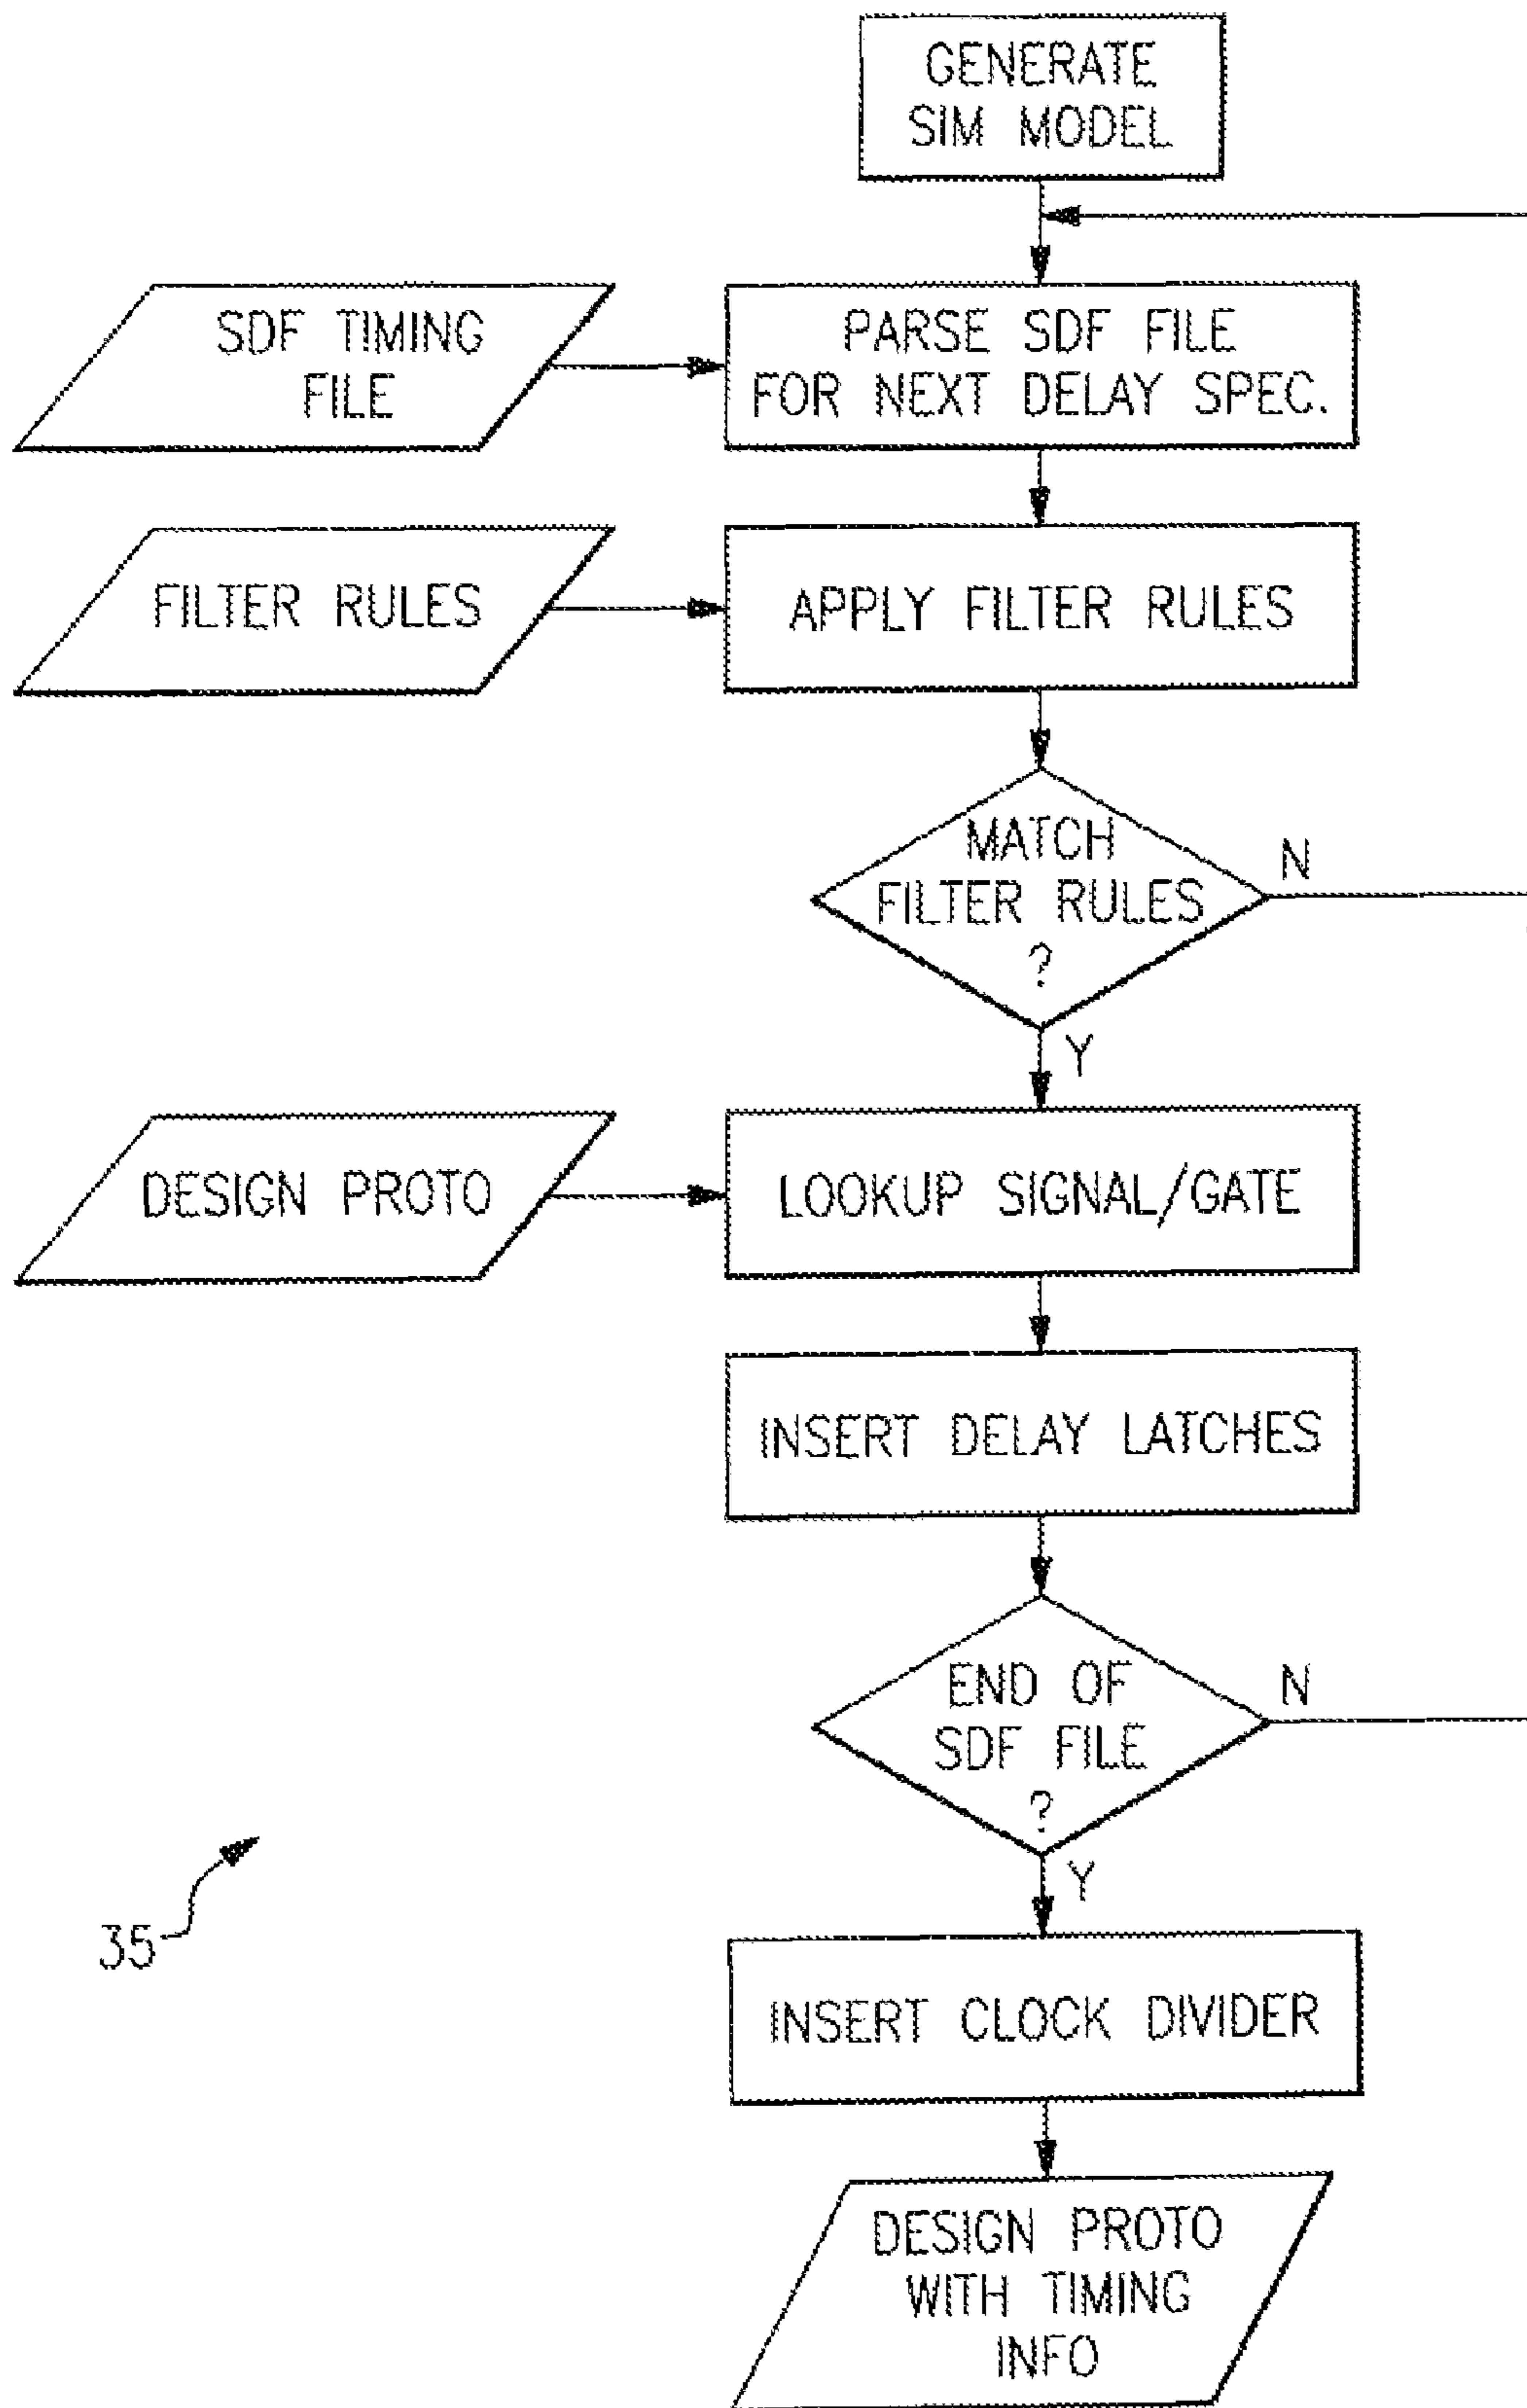 GENERATE
SIM MODEL
SDF TIMING
FILE
PARSE SDF FILE
FOR NEXT DELAY SPEC.
FILTER RULES
APPLY FILTER RULES
MATCH
FILTER RULES
?
N
Y
DESIGN PROTO
LOOKUP SIGNAL/GATE
INSERT DELAY LATCHES
END OF
SDF FILE
?
N
Y
35
INSERT CLOCK DIVIDER
DESIGN PROTO
WITH TIMING
INFO